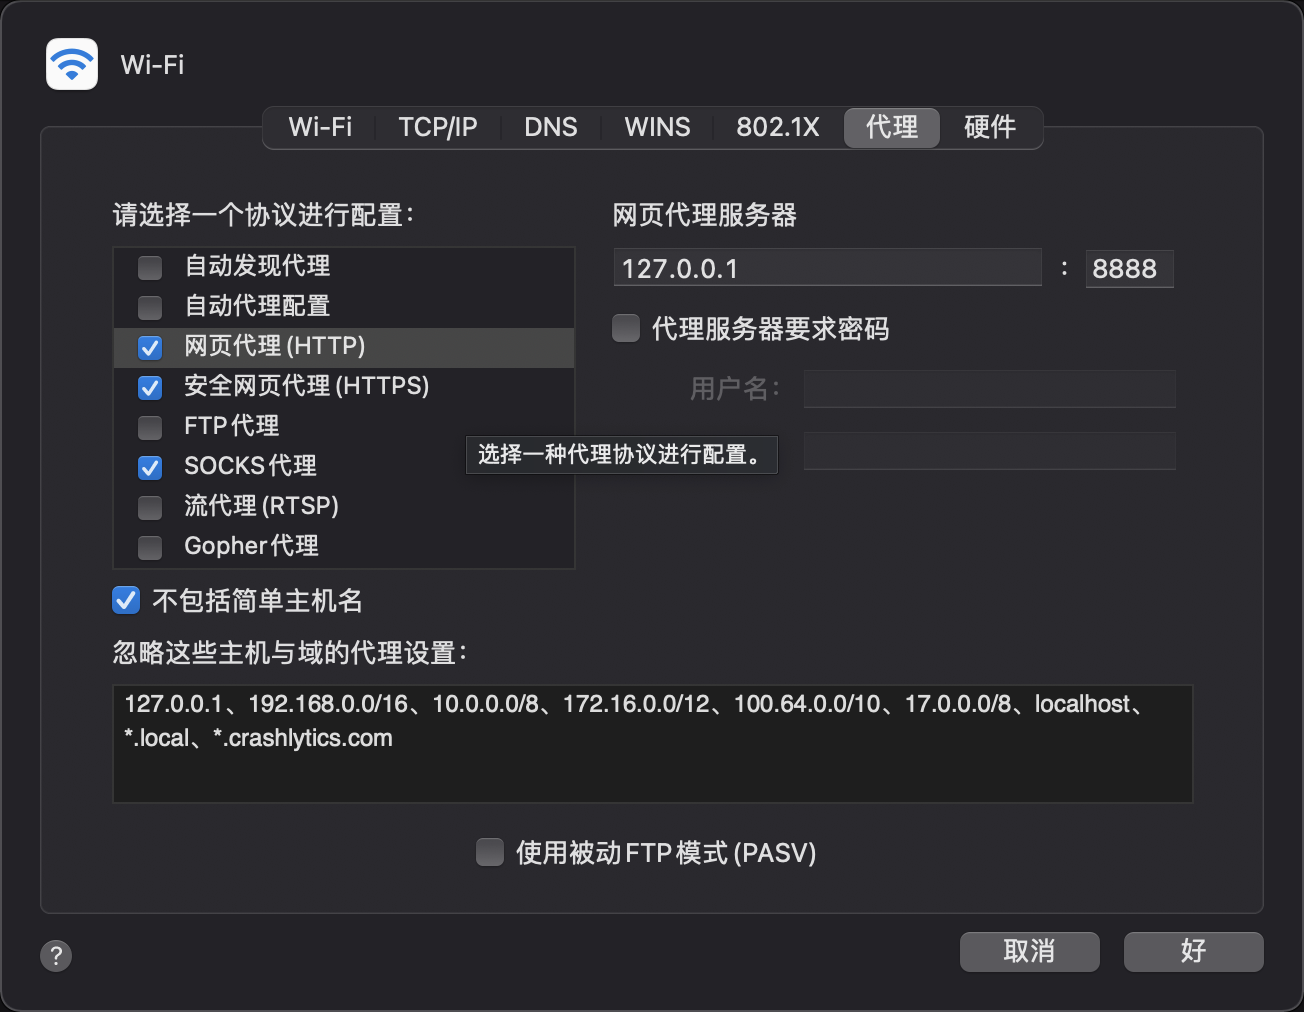 Wi-Fi
Wi-Fi TCP/IP DNS WINS 802.1X 代理 硬件
请选择一个协议进行配置：
自动发现代理
自动代理配置
网页代理 (HTTP)
安全网页代理 (HTTPS)
FTP代理
SOCKS代理
流代理 (RTSP)
Gopher代理
网页代理服务器
127.0.0.1 : 8888
代理服务器要求密码
用户名：
选择一种代理协议进行配置。
不包括简单主机名
忽略这些主机与域的代理设置：
127.0.0.1、192.168.0.0/16、10.0.0.0/8、172.16.0.0/12、100.64.0.0/10、17.0.0.0/8、localhost、
*.local、*.crashlytics.com
使用被动FTP模式 (PASV)
?
取消
好